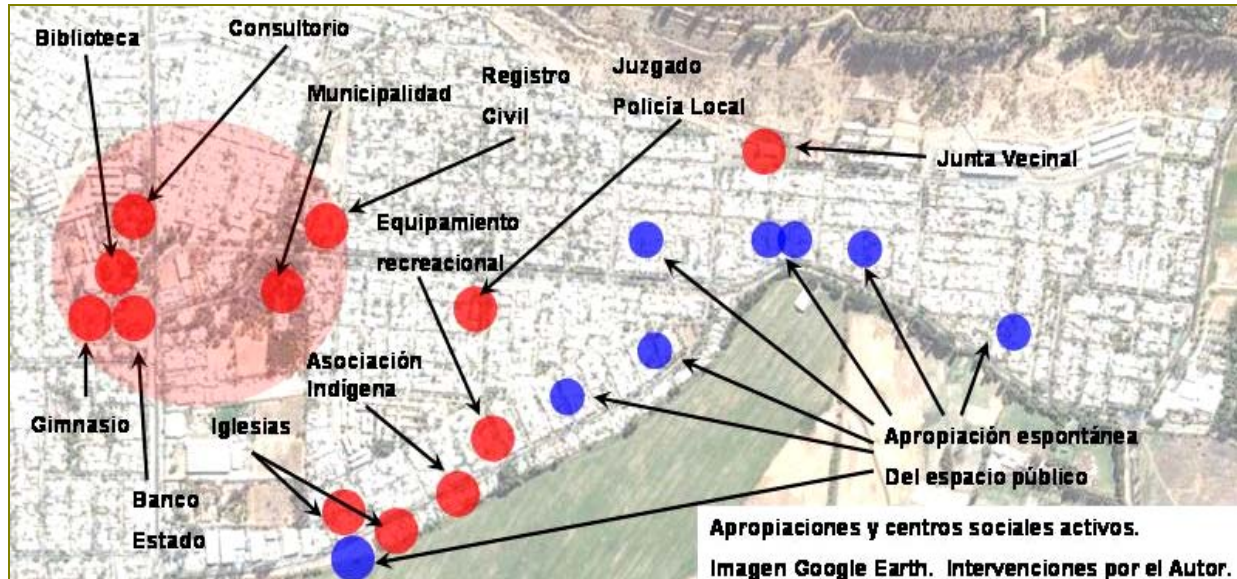 Biblioteca
Consultorio
Municipalidad
Registro
Civil
Juzgado
Policía Local
Junta Vecinal
Equipamiento
recreacional
Asociación
Indígena
Gimnasio
Iglesias
Banco
Estado
Apropiación espontánea
Del espacio público
Apropiaciones y centros sociales activos.
Imagen Google Earth. Intervenciones por el Autor.